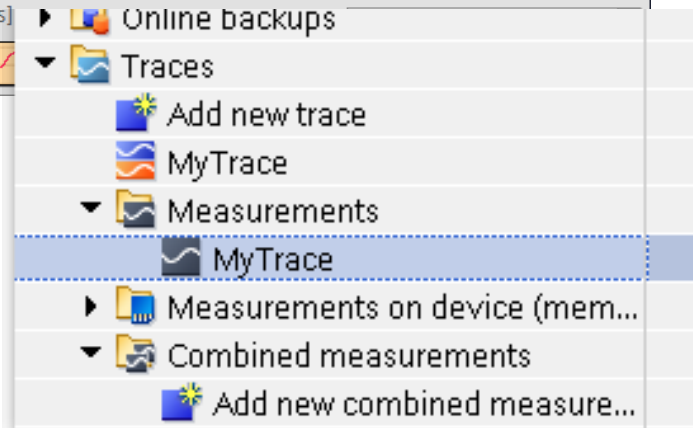 s]
Online backups
Traces
Add new trace
MyTrace
Measurements
MyTrace
Measurements on device (mem...
Combined measurements
Add new combined measure...